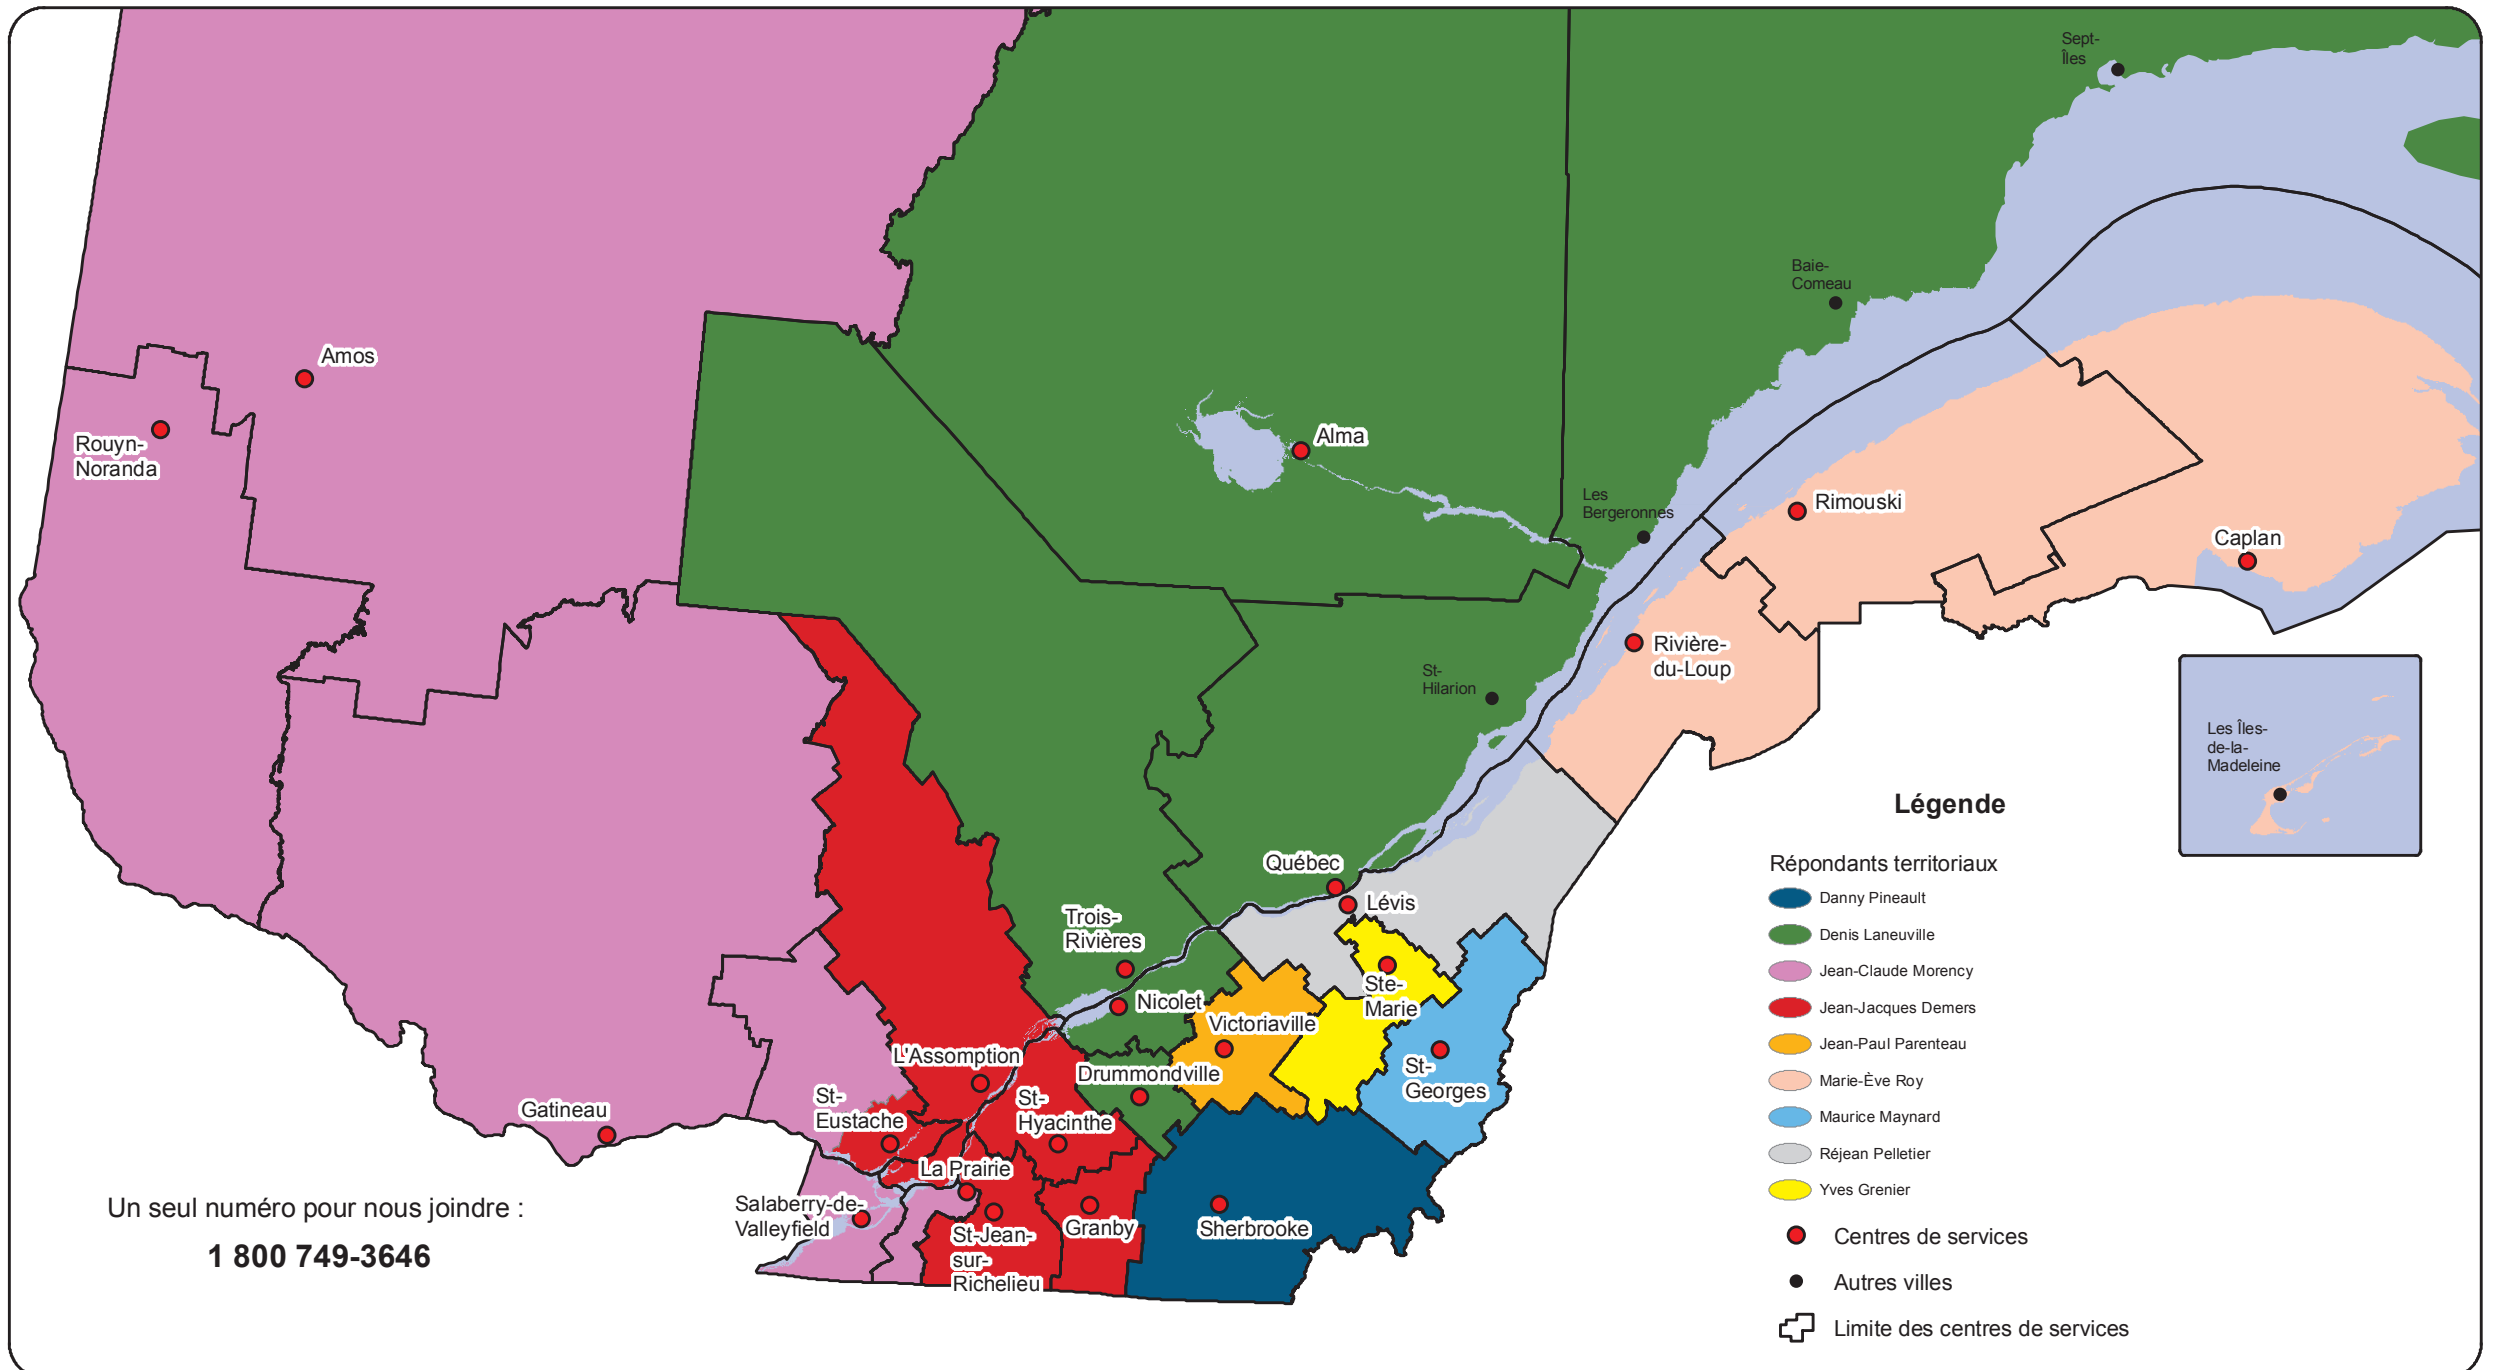 Sept-
Îles
Baie-
Comeau
Amos
Rouyn-
Noranda
Alma
Les
Bergeronnes
Rimouski
Caplan
Rivière-
du-Loup
St-
Hilarion
Les Îles-
de-la-
Madeleine
Québec
Lévis
Trois-
Rivières
Nicolet
Ste-
Marie
Victoriaville
L'Assomption
Drummondville
St-
Georges
St-
Eustache
St-
Hyacinthe
Gatineau
La Prairie
Salaberry-de-
Valleyfield
St-Jean-
sur-
Richelieu
Granby
Sherbrooke
Un seul numéro pour nous joindre :
1 800 749-3646
Légende
Répondants territoriaux
Danny Pineault
Denis Laneuville
Jean-Claude Morency
Jean-Jacques Demers
Jean-Paul Parenteau
Marie-Ève Roy
Maurice Maynard
Réjean Pelletier
Yves Grenier
Centres de services
Autres villes
Limite des centres de services